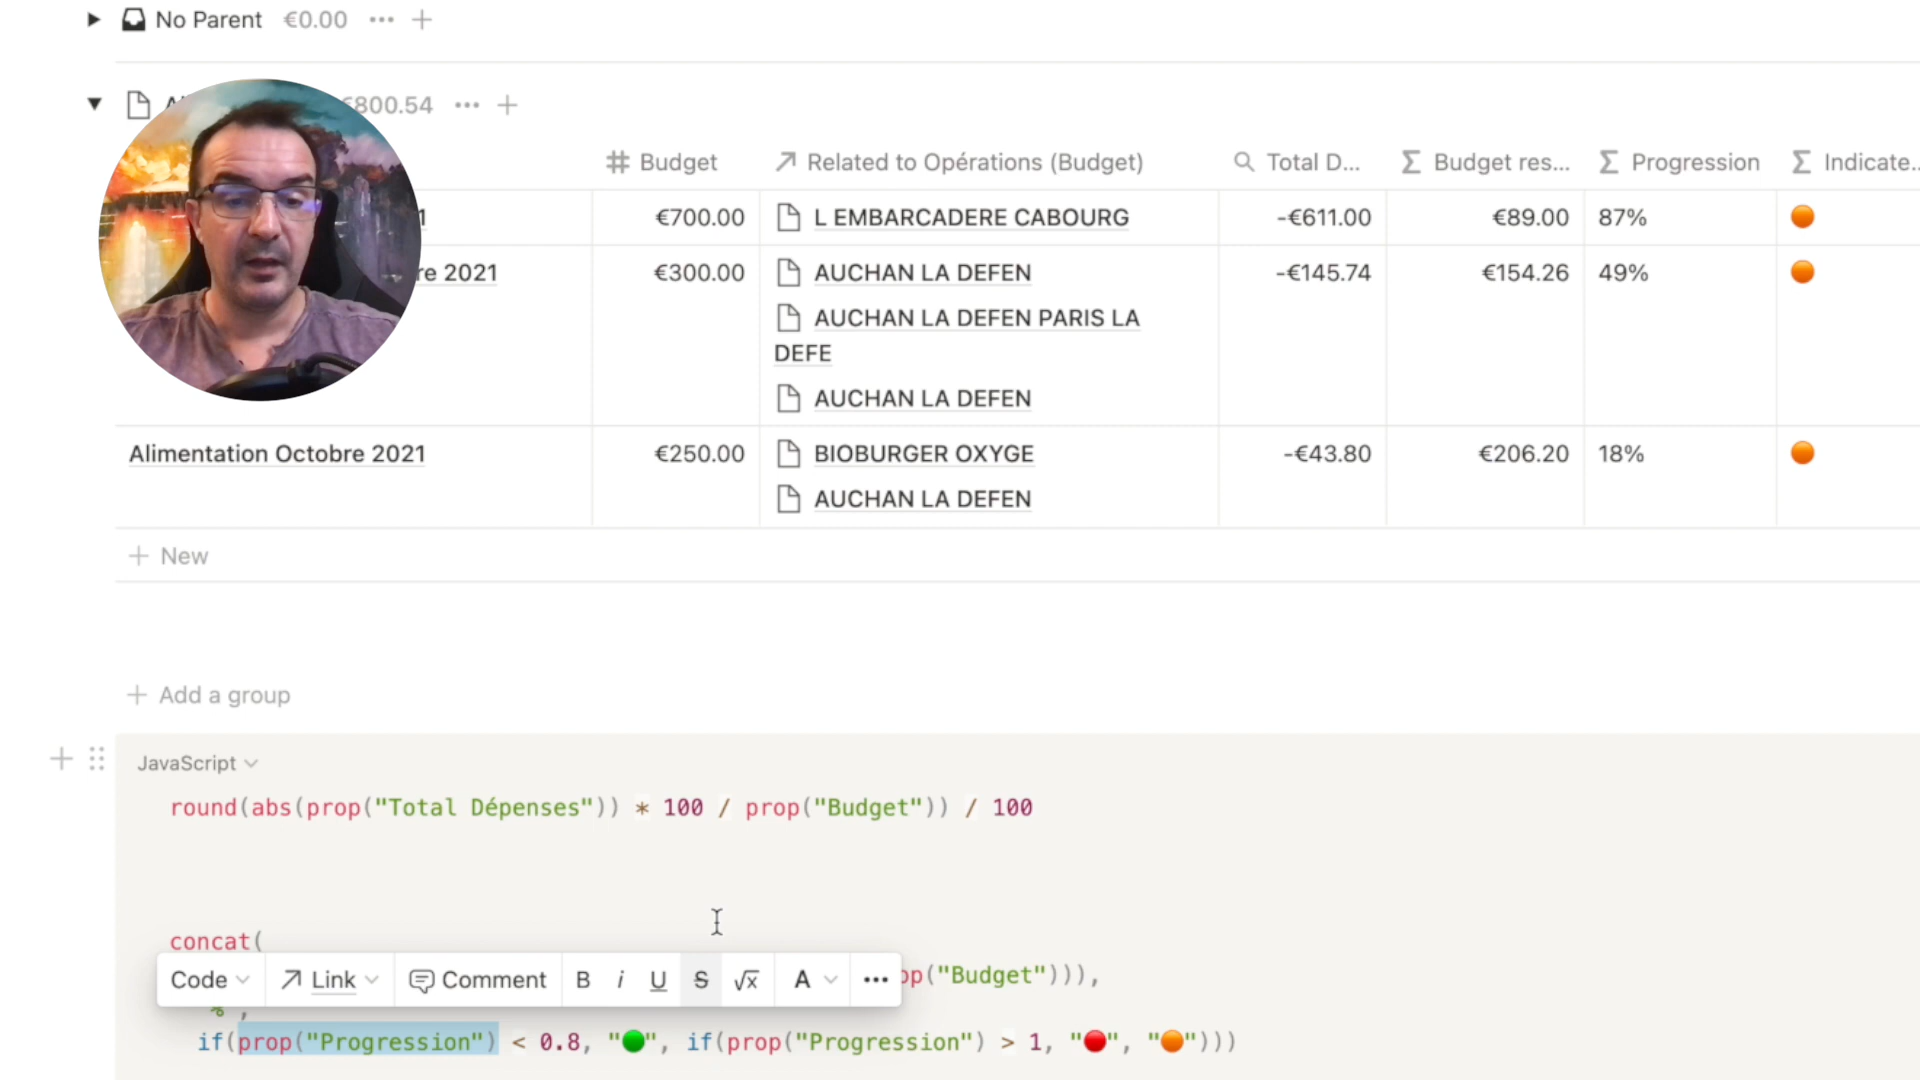 No Parent €0.00
€800.54
Budget Related to Opérations (Budget) Total D... Budget res... Progression Indicate...
€700.00 L EMBARCADERE CABOURG -€611.00 €89.00 87%
re 2021 €300.00 AUCHAN LA DEFEN -€145.74 €154.26 49%
AUCHAN LA DEFEN PARIS LA
DEFE
AUCHAN LA DEFEN
Alimentation Octobre 2021 €250.00 BIOBURGER OXYGE -€43.80 €206.20 18%
AUCHAN LA DEFEN
+ New
+ Add a group
JavaScript
round(abs(prop("Total Dépenses")) * 100 / prop("Budget")) / 100
concat(
Code Link Comment B i U S √x A ••• op("Budget"))),
%",
if(prop("Progression") < 0.8, "🟢", if(prop("Progression") > 1, "🔴", "🟠")))